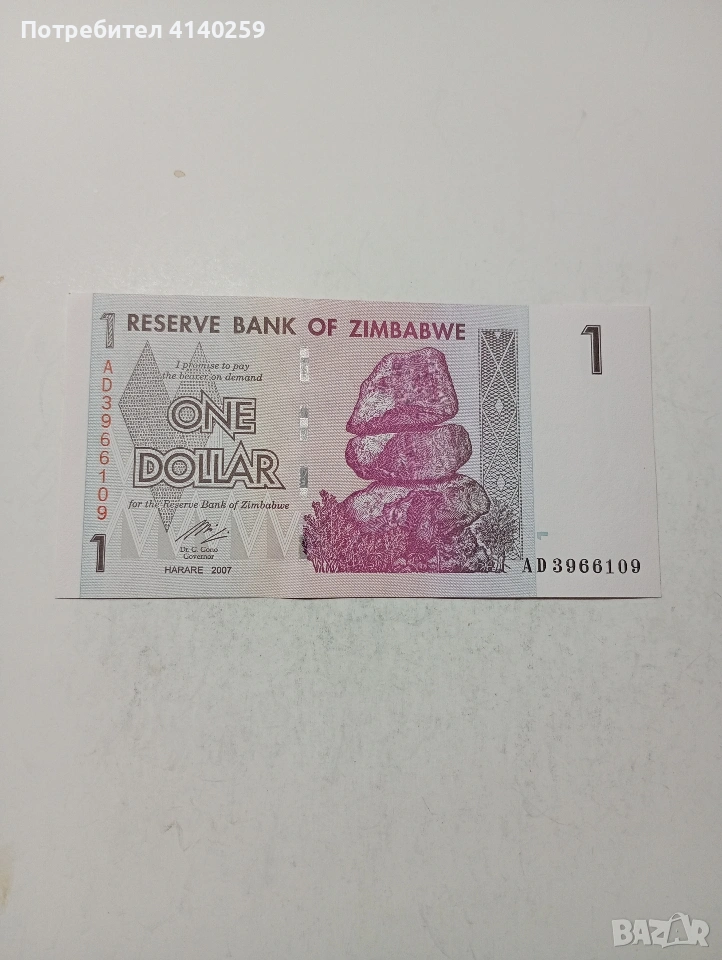 Потребител 4140259
1 RESERVE BANK OF ZIMBABWE
1
I promise to pay
the bearer on demand
AD3966109
ONE
DOLLAR
for the Reserve Bank of Zimbabwe
Dr. G. Gono
Governor
1
HARARE 2007
AD3966109
BAZAR